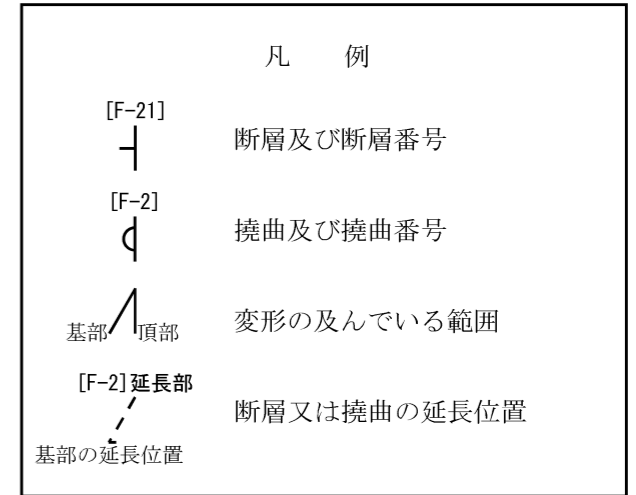 凡　例
[F-21]
断層及び断層番号
[F-2]
撓曲及び撓曲番号
基部 頂部
変形の及んでいる範囲
[F-2]延長部
断層又は撓曲の延長位置
基部の延長位置